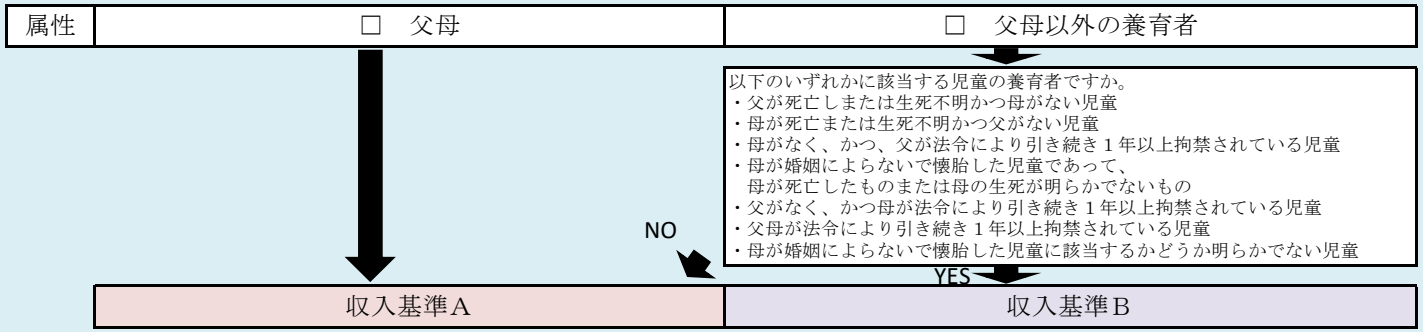 属性
□ 父母
□ 父母以外の養育者
以下のいずれかに該当する児童の養育者ですか。
・父が死亡しまたは生死不明かつ母がない児童
・母が死亡または生死不明かつ父がない児童
・母がなく、かつ、父が法令により引き続き１年以上拘禁されている児童
・母が婚姻によらないで懐胎した児童であって、
母が死亡したものまたは母の生死が明らかでないもの
・父がなく、かつ母が法令により引き続き１年以上拘禁されている児童
・父母が法令により引き続き１年以上拘禁されている児童
・母が婚姻によらないで懐胎した児童に該当するかどうか明らかでない児童
NO
YES
収入基準Ａ
収入基準Ｂ